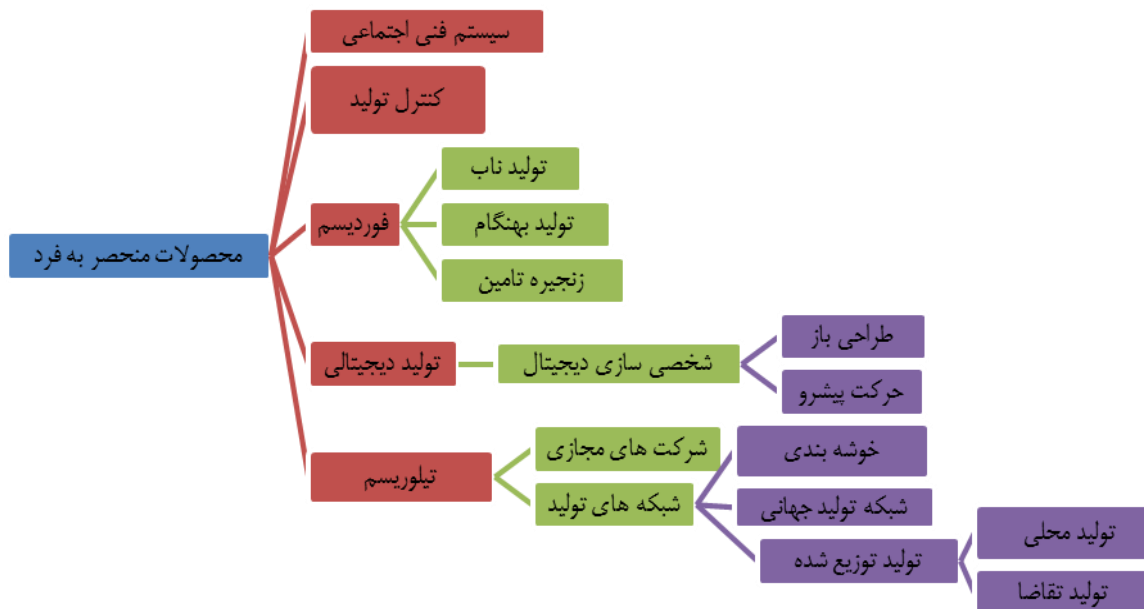 محصولات منحصر به فرد
سیستم فنی اجتماعی
کنترل تولید
فوردیسم
تولید ناب
تولید بهنگام
زنجیره تامین
تولید دیجیتالی
شخصی سازی دیجیتال
طراحی باز
حرکت پیشرو
تیلوریسم
شرکت های مجازی
شبکه های تولید
خوشه بندی
شبکه تولید جهانی
تولید توزیع شده
تولید محلی
تولید تقاضا